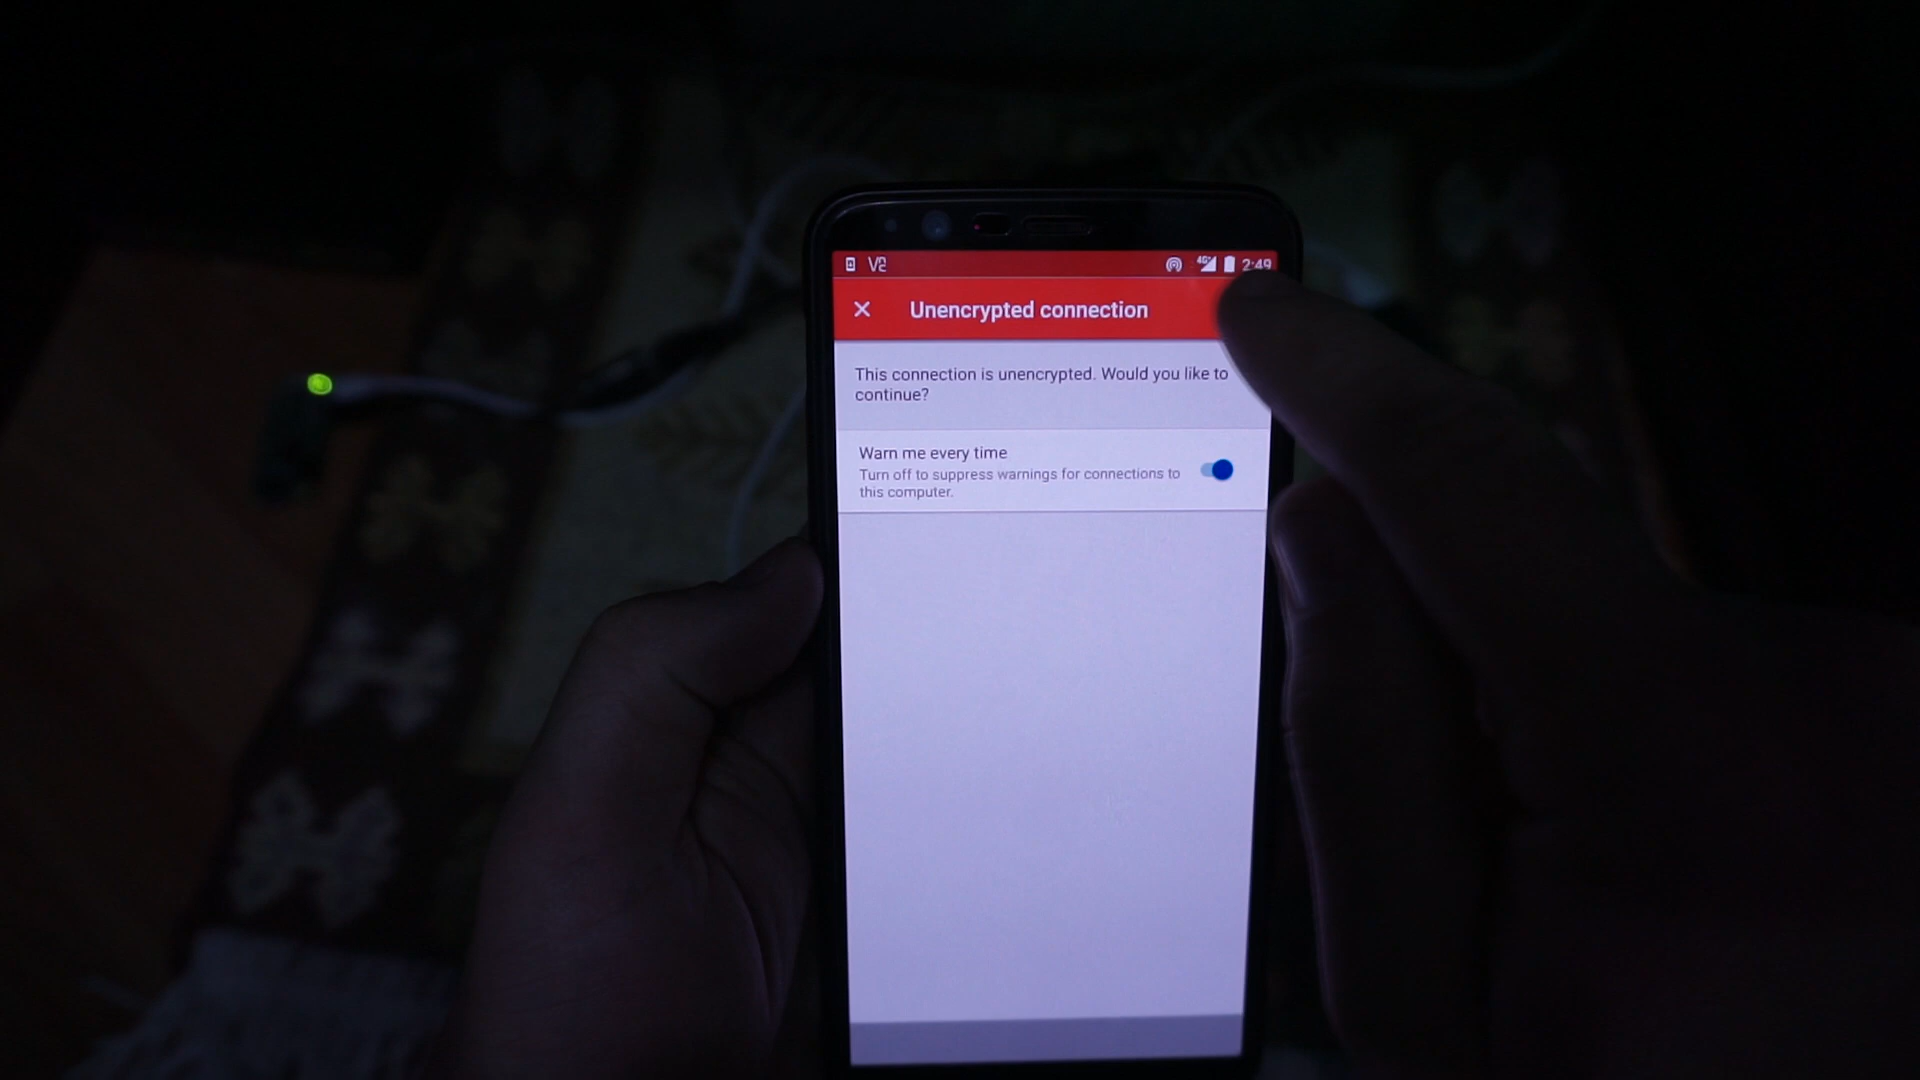 V2 4G 2:49
Unencrypted connection
This connection is unencrypted. Would you like to
continue?
Warn me every time
Turn off to suppress warnings for connections to
this computer.